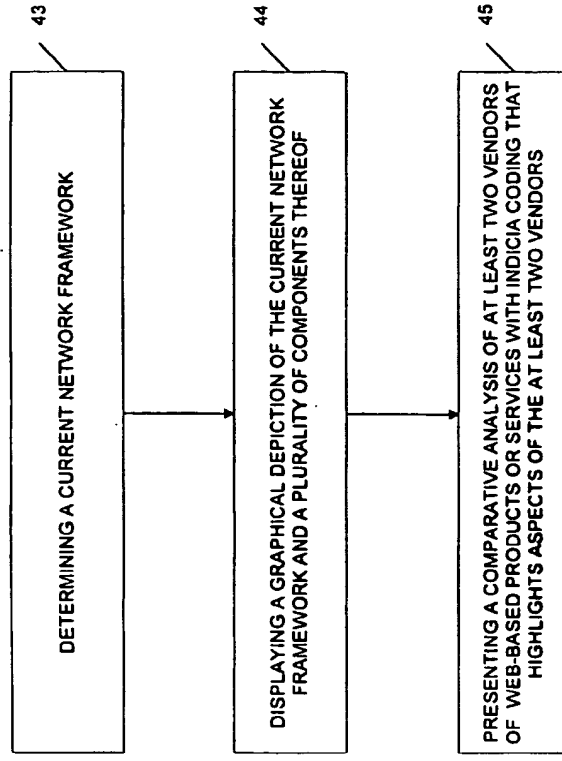 DETERMINING A CURRENT NETWORK FRAMEWORK
43
DISPLAYING A GRAPHICAL DEPICTION OF THE CURRENT NETWORK
FRAMEWORK AND A PLURALITY OF COMPONENTS THEREOF
44
PRESENTING A COMPARATIVE ANALYSIS OF AT LEAST TWO VENDORS
OF WEB-BASED PRODUCTS OR SERVICES WITH INDICIA CODING THAT
HIGHLIGHTS ASPECTS OF THE AT LEAST TWO VENDORS
45